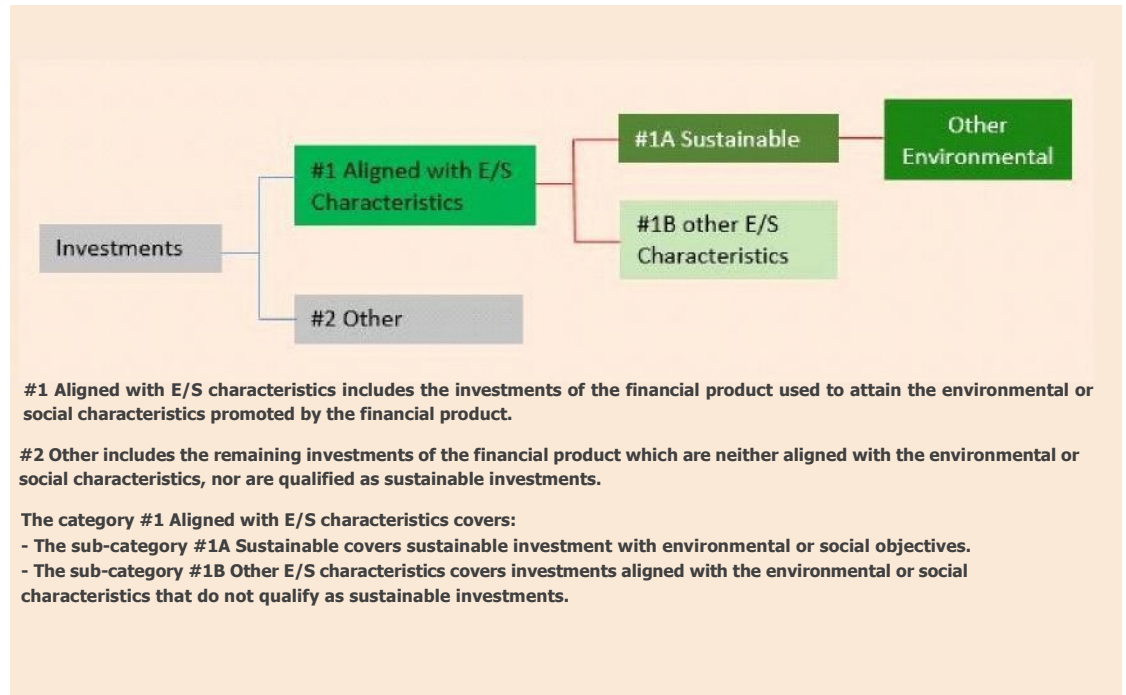 Other
Environmental
#1A Sustainable
#1 Aligned with E/S
Characteristics
#1B other E/S
Characteristics
Investments
#2 Other
#1 Aligned with E/S characteristics includes the investments of the financial product used to attain the environmental or
social characteristics promoted by the financial product.
#2 Other includes the remaining investments of the financial product which are neither aligned with the environmental or
social characteristics, nor are qualified as sustainable investments.
The category #1 Aligned with E/S characteristics covers:
- The sub-category #1A Sustainable covers sustainable investment with environmental or social objectives.
- The sub-category #1B Other E/S characteristics covers investments aligned with the environmental or social
characteristics that do not qualify as sustainable investments.